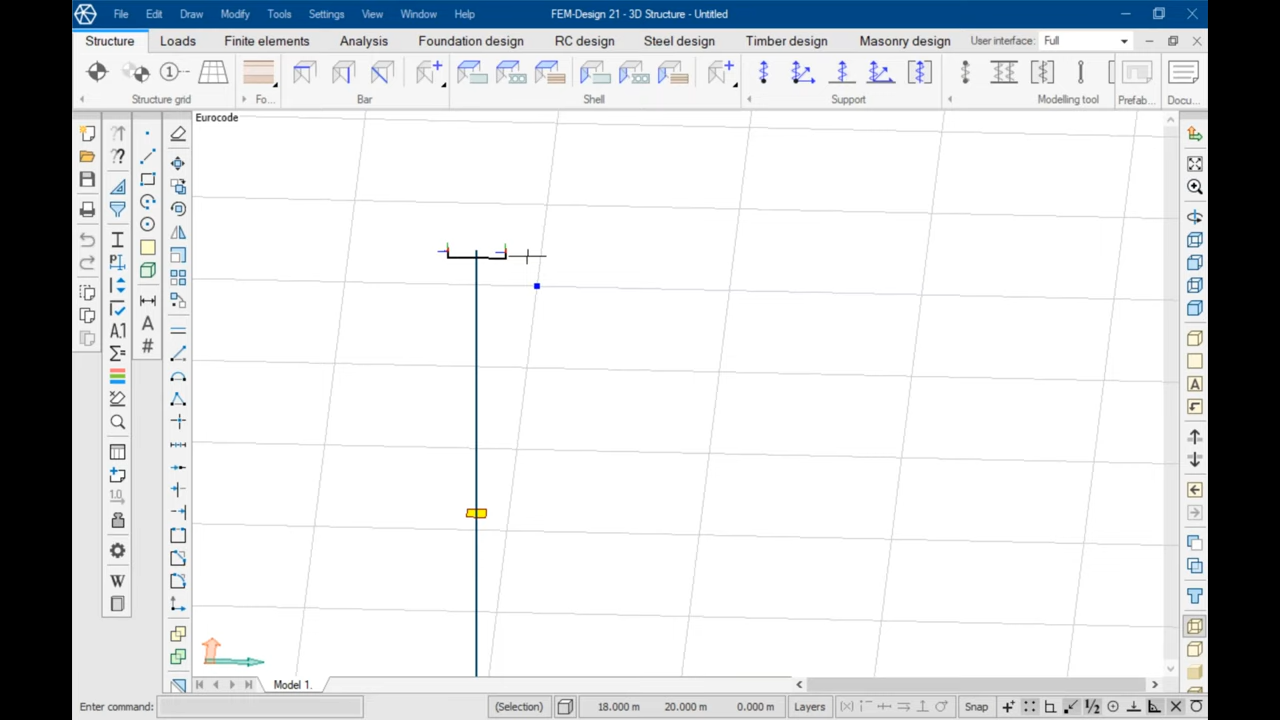 File Edit Draw Modify Tools Settings View Window Help FEM-Design 21 - 3D Structure - Untitled
Structure Loads Finite elements Analysis Foundation design RC design Steel design Timber design Masonry design User interface: Full
Structure grid Fo... Bar Shell Support Modelling tool Prefab... Docu...
Eurocode
Model 1.
Enter command: (Selection) 18.000 m 20.000 m 0.000 m Layers Snap